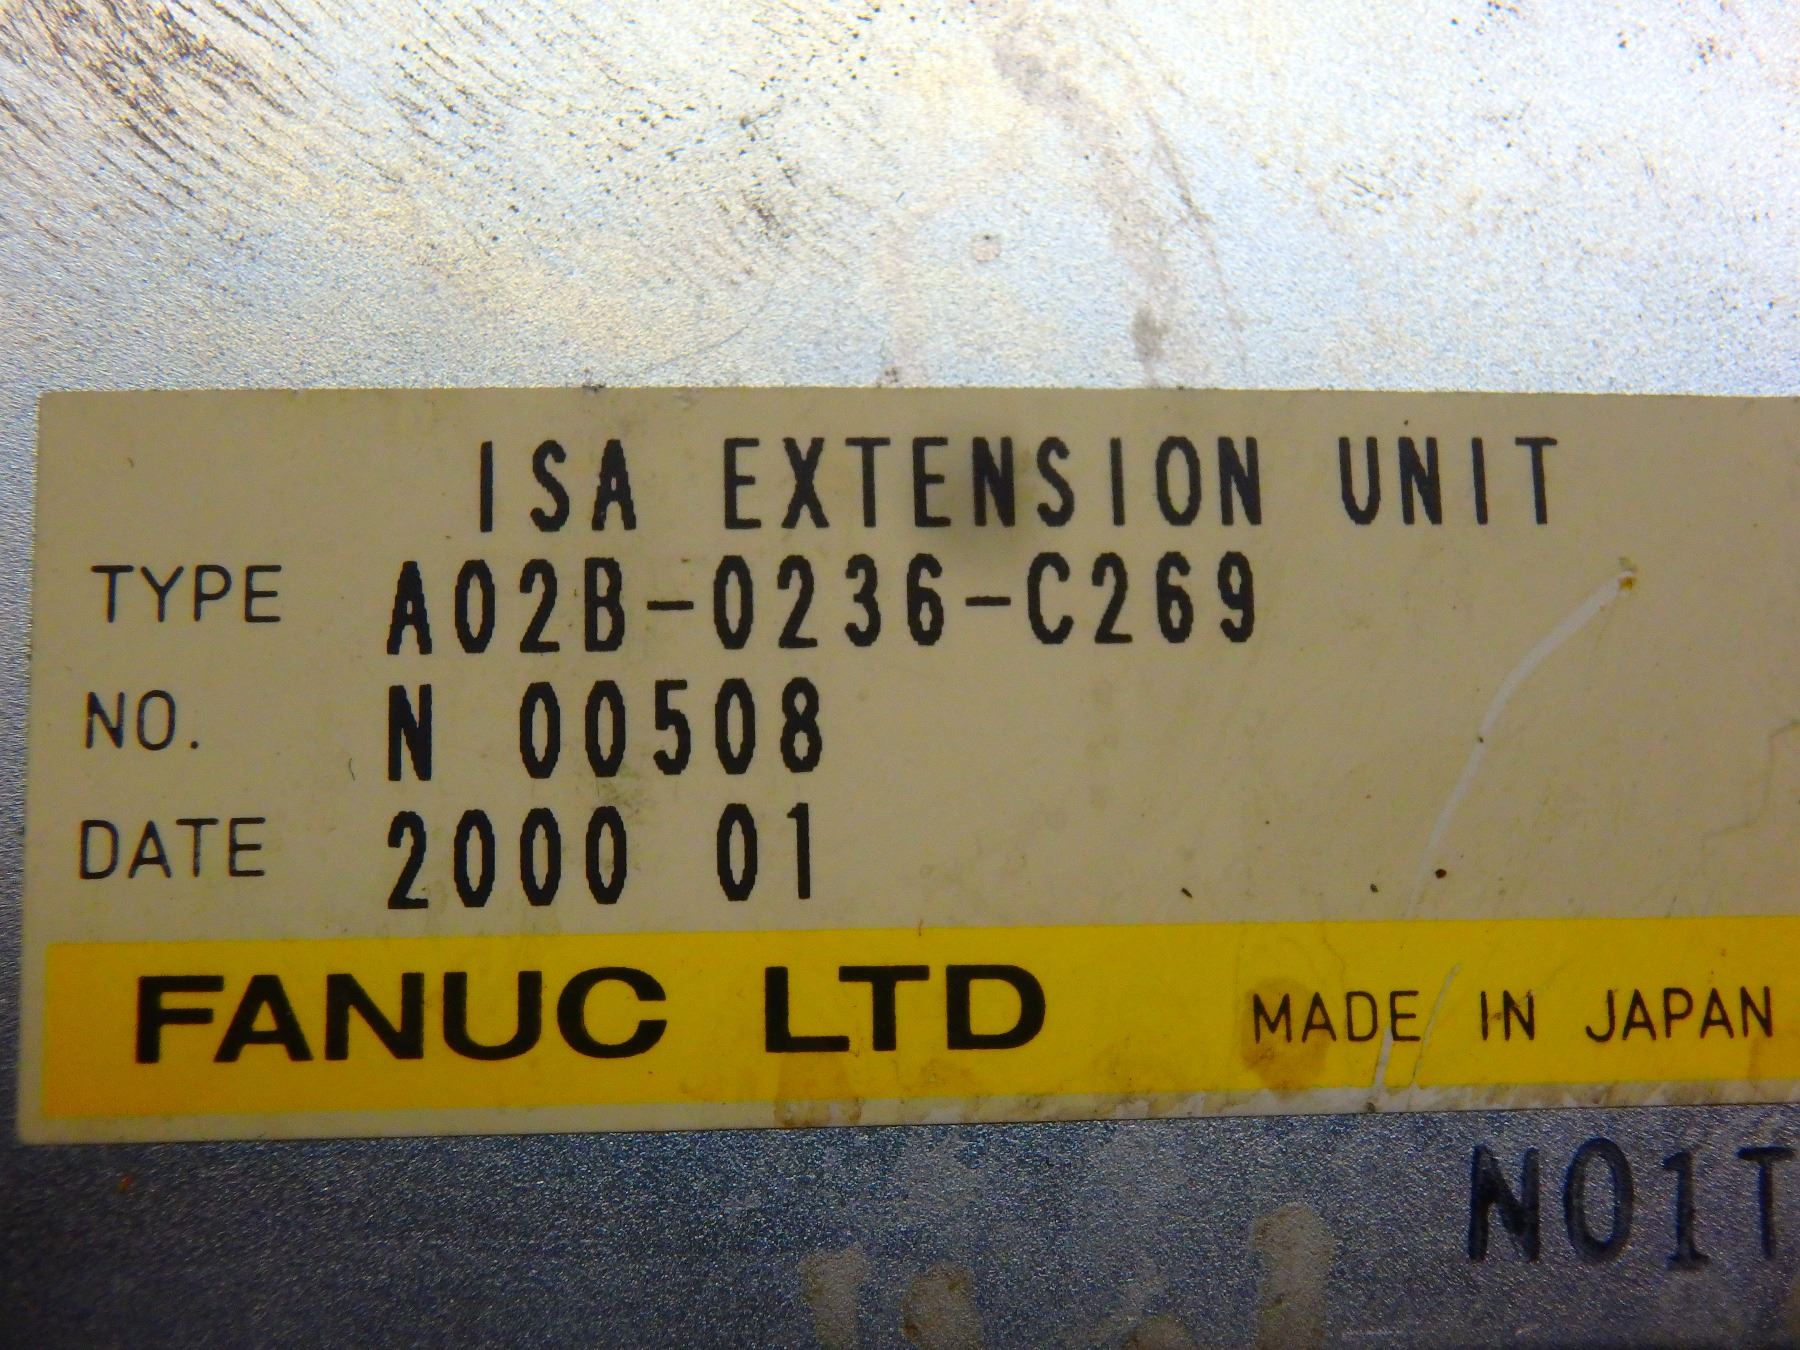 ISA EXTENSION UNIT
TYPE A02B-0236-C269
NO. N 00508
DATE 2000 01
FANUC LTD MADE IN JAPAN
N01T